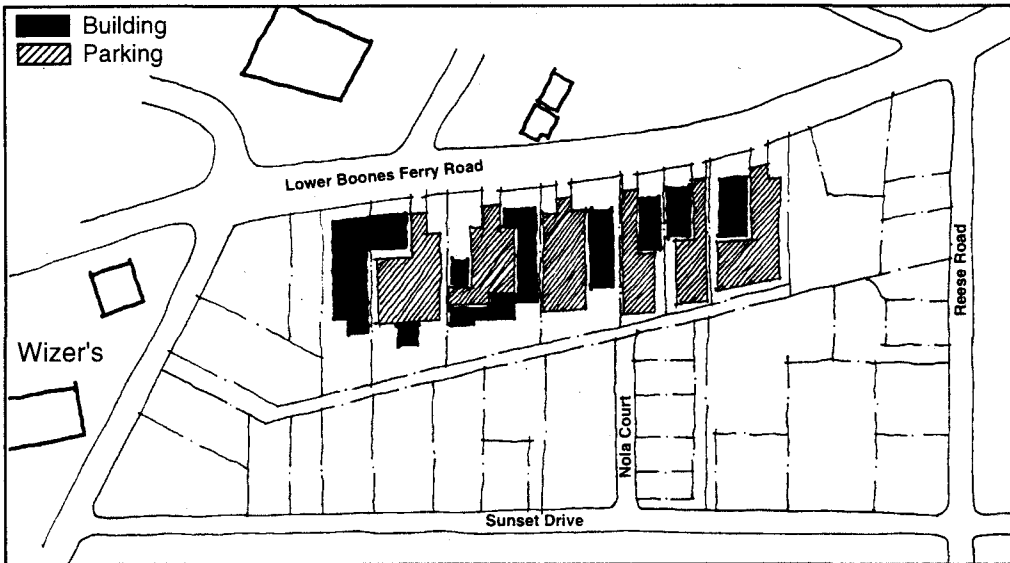 Building
Parking
Lower Boones Ferry Road
Reese Road
Wizer's
Nola Court
Sunset Drive